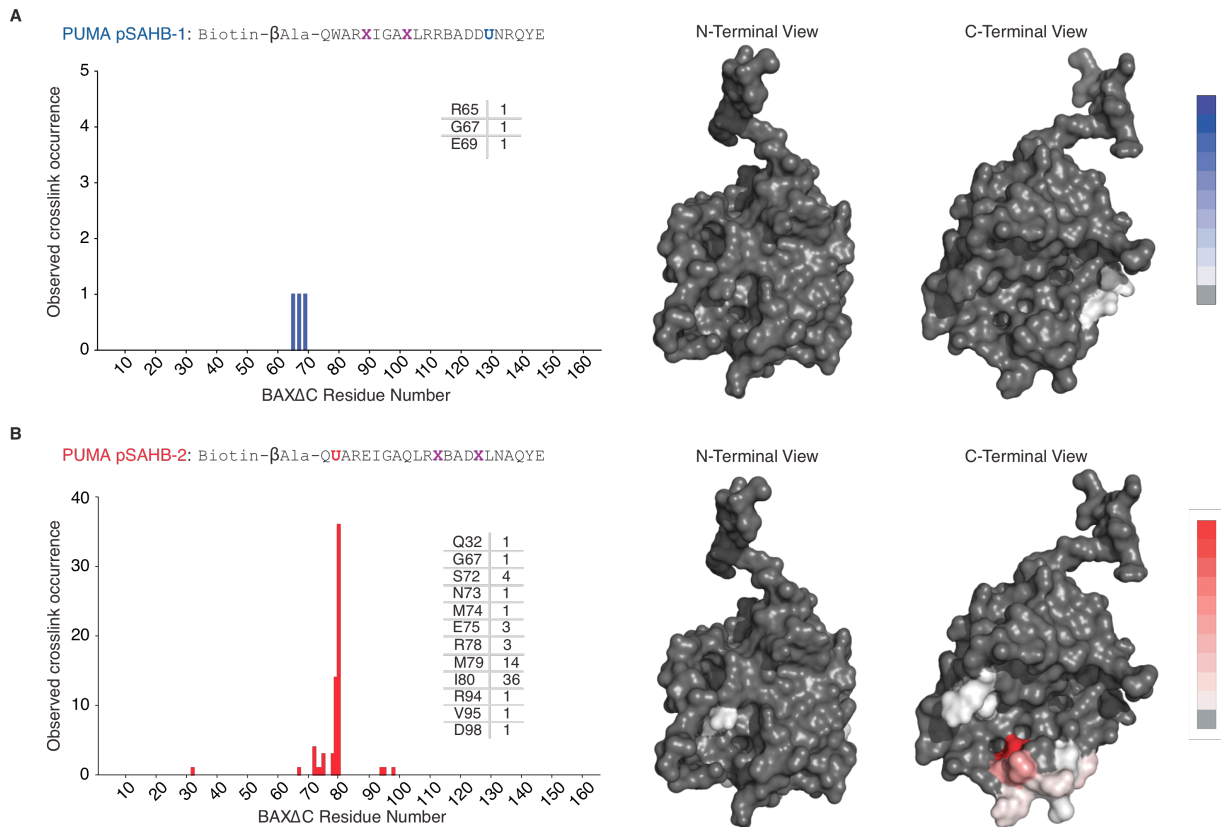 A
PUMA pSAHB-1: Biotin-βAla-QWARXIGAXLRRBADDUNRQYE
N-Terminal View
C-Terminal View
Observed crosslink occurrence
5
4
3
2
1
0
R65 1
G67 1
E69 1
10 20 30 40 50 60 70 80 90 100 110 120 130 140 150 160
BAXΔC Residue Number
B
PUMA pSAHB-2: Biotin-βAla-QUAREIGAQLRXBADXLNAQYE
N-Terminal View
C-Terminal View
Observed crosslink occurrence
40
30
20
10
0
Q32 1
G67 1
S72 4
N73 1
M74 1
E75 3
R78 3
M79 14
I80 36
R94 1
V95 1
D98 1
10 20 30 40 50 60 70 80 90 100 110 120 130 140 150 160
BAXΔC Residue Number